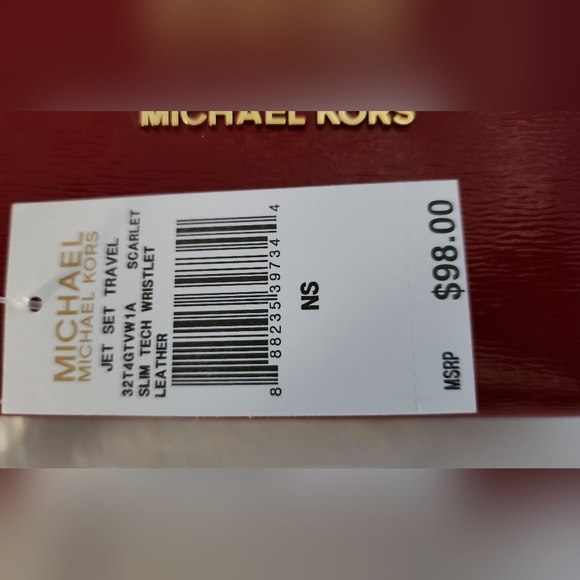 MICHAEL KORS
MICHAEL
MICHAEL KORS
JET SET TRAVEL
32T4GTVW1A SCARLET
SLIM TECH WRISTLET
LEATHER
8 88235 39734 4
NS
MSRP $98.00